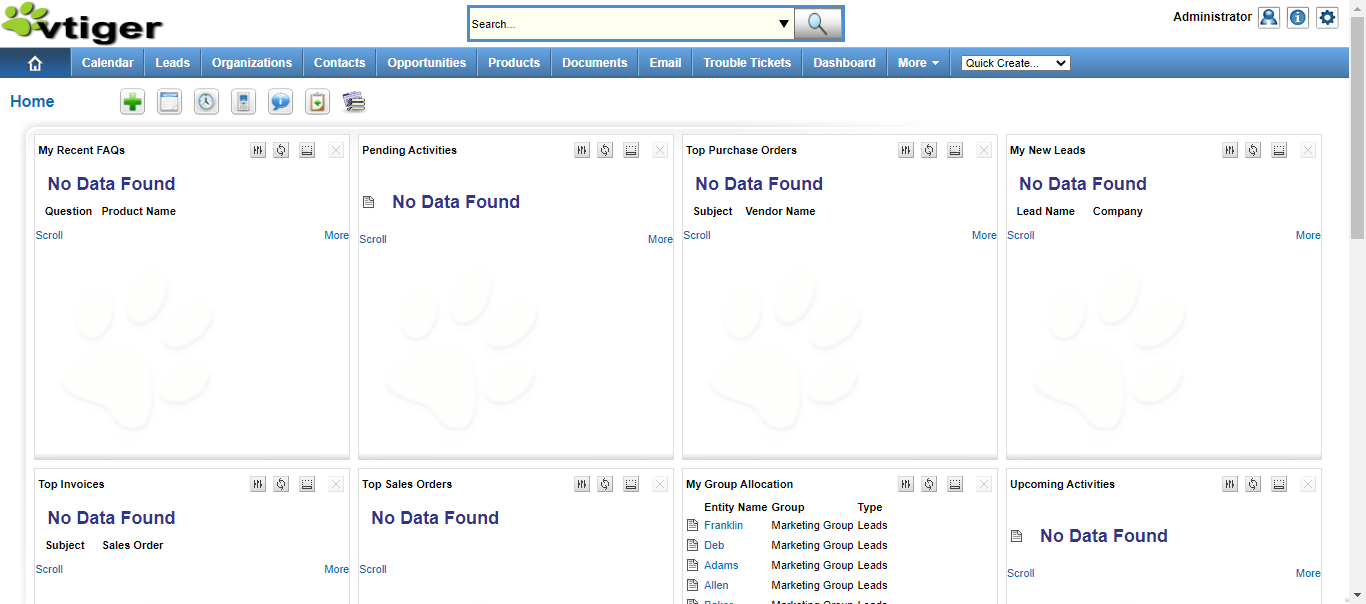 vtiger
Search...
Administrator
Calendar Leads Organizations Contacts Opportunities Products Documents Email Trouble Tickets Dashboard More Quick Create...
Home
My Recent FAQs
No Data Found
Question Product Name
Scroll More
Pending Activities
No Data Found
Scroll More
Top Purchase Orders
No Data Found
Subject Vendor Name
Scroll More
My New Leads
No Data Found
Lead Name Company
Scroll More
Top Invoices
No Data Found
Subject Sales Order
Scroll More
Top Sales Orders
No Data Found
Scroll
My Group Allocation
Entity Name Group Type
Franklin Marketing Group Leads
Deb Marketing Group Leads
Adams Marketing Group Leads
Allen Marketing Group Leads
Upcoming Activities
No Data Found
Scroll More